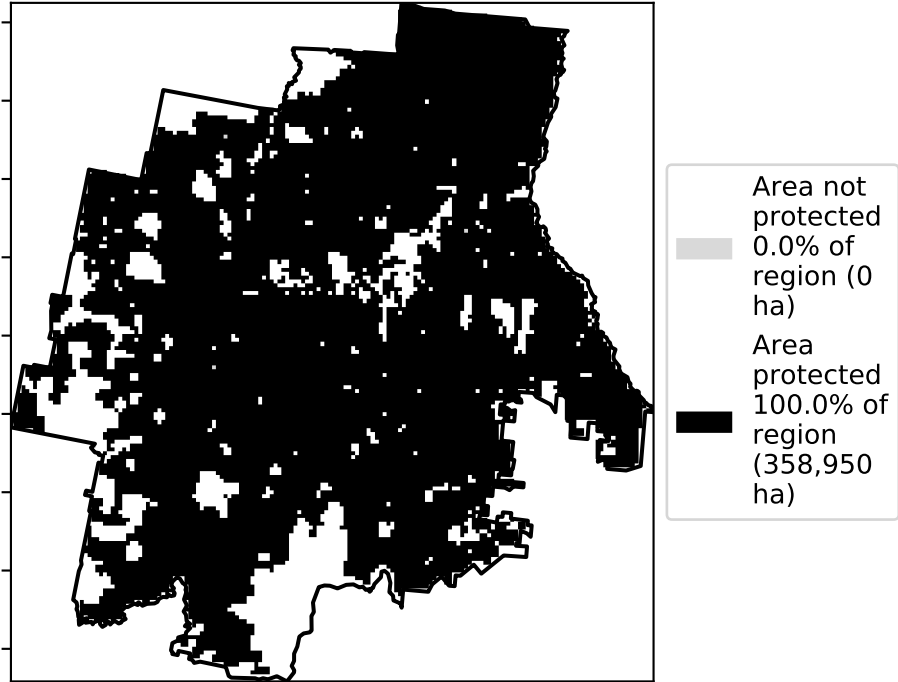 Area not
protected
0.0% of
region (0
ha)
Area
protected
100.0% of
region
(358,950
ha)